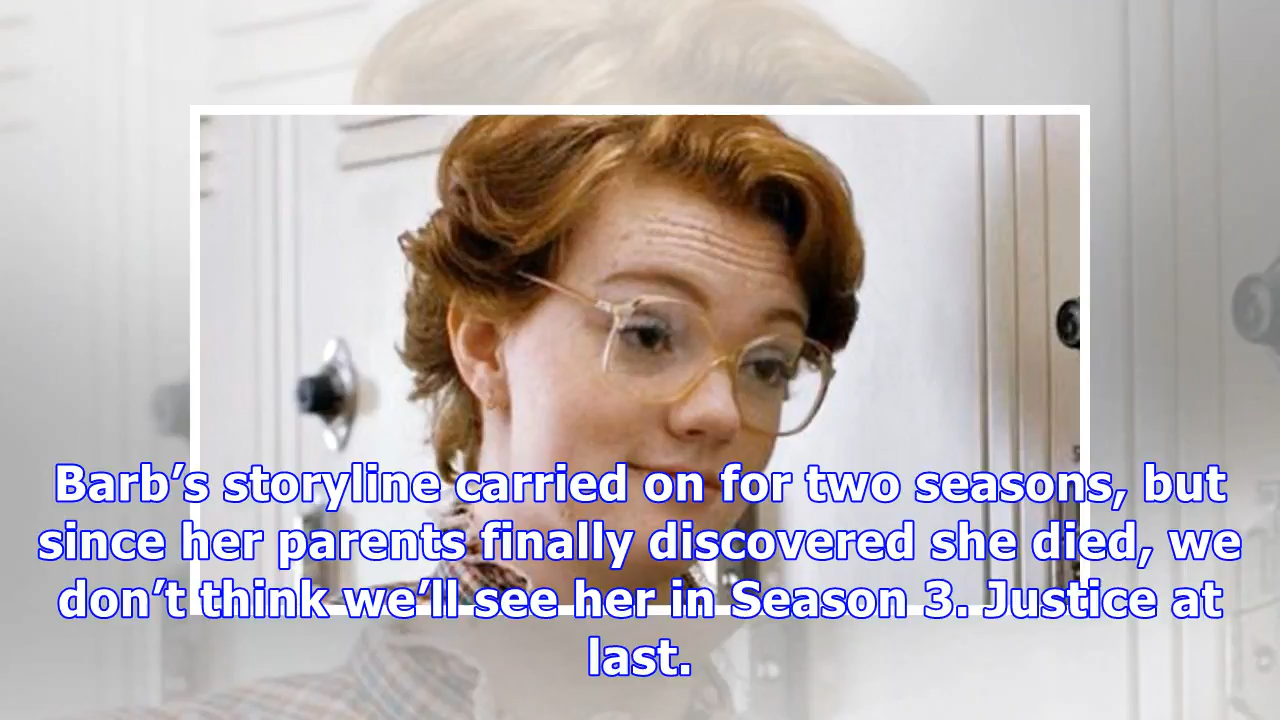 Barb’s storyline carried on for two seasons, but
since her parents finally discovered she died, we
don’t think we’ll see her in Season 3. Justice at
last.